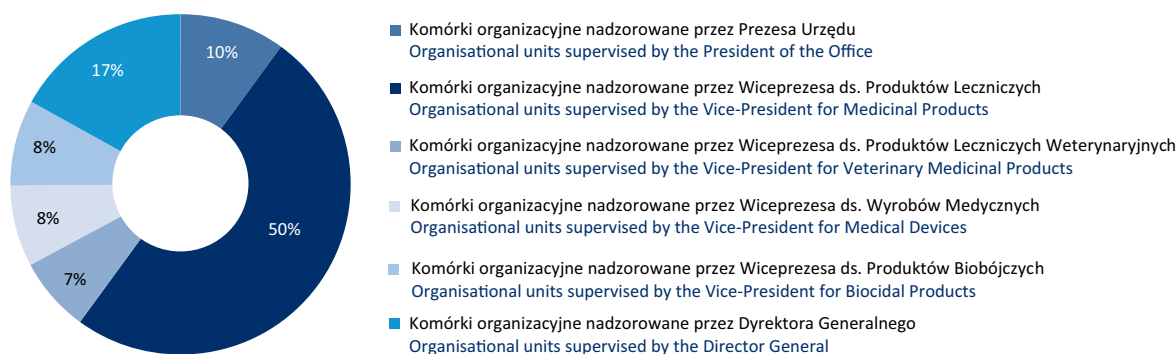 10%
50%
7%
8%
8%
17%
Komórki organizacyjne nadzorowane przez Prezesa Urzędu
Organisational units supervised by the President of the Office
Komórki organizacyjne nadzorowane przez Wiceprezesa ds. Produktów Leczniczych
Organisational units supervised by the Vice-President for Medicinal Products
Komórki organizacyjne nadzorowane przez Wiceprezesa ds. Produktów Leczniczych Weterynaryjnych
Organisational units supervised by the Vice-President for Veterinary Medicinal Products
Komórki organizacyjne nadzorowane przez Wiceprezesa ds. Wyrobów Medycznych
Organisational units supervised by the Vice-President for Medical Devices
Komórki organizacyjne nadzorowane przez Wiceprezesa ds. Produktów Biobójczych
Organisational units supervised by the Vice-President for Biocidal Products
Komórki organizacyjne nadzorowane przez Dyrektora Generalnego
Organisational units supervised by the Director General